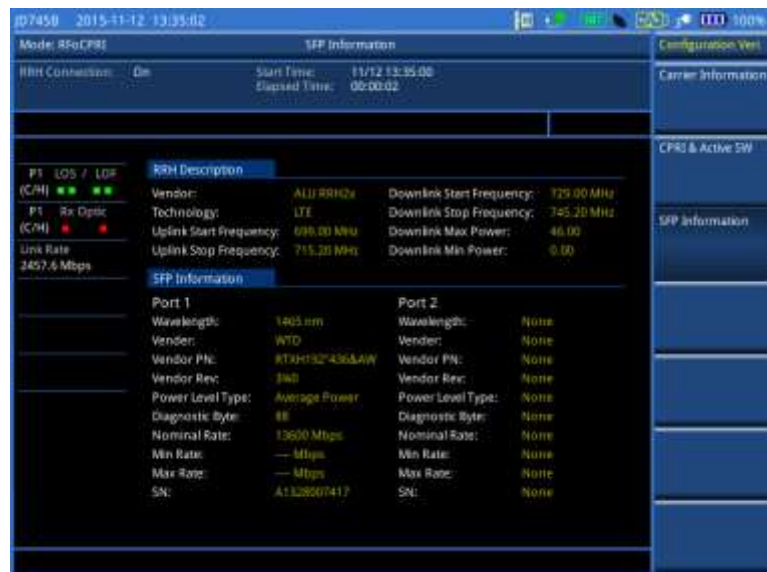 JD745B 2015-11-12 13:35:02 100%
Mode: RFoCPRI SFP Information
RRH Connection: On Start Time: 11/12 13:35:00
Elapsed Time: 00:00:02
P1 LOS / LOF
(C/H)
P1 Rx Optic
(C/H)
Link Rate
2457.6 Mbps
RRH Description
Vendor: ALU RRH2x Downlink Start Frequency: 729.00 MHz
Technology: LTE Downlink Stop Frequency: 745.20 MHz
Uplink Start Frequency: 699.00 MHz Downlink Max Power: 46.00
Uplink Stop Frequency: 715.20 MHz Downlink Min Power: 0.00
SFP Information
Port 1 Port 2
Wavelength: 1465 nm Wavelength: None
Vender: WTD Vender: None
Vendor PN: Vendor PN: None
Vendor Rev: Vendor Rev: None
Power Level Type: Average Power Power Level Type: None
Diagnostic Byte: Diagnostic Byte: None
Nominal Rate: 13600 Mbps Nominal Rate: None
Min Rate: --- Mbps Min Rate: None
Max Rate: --- Mbps Max Rate: None
SN: SN: None
Carrier Information
CPRI & Active SW
SFP Information